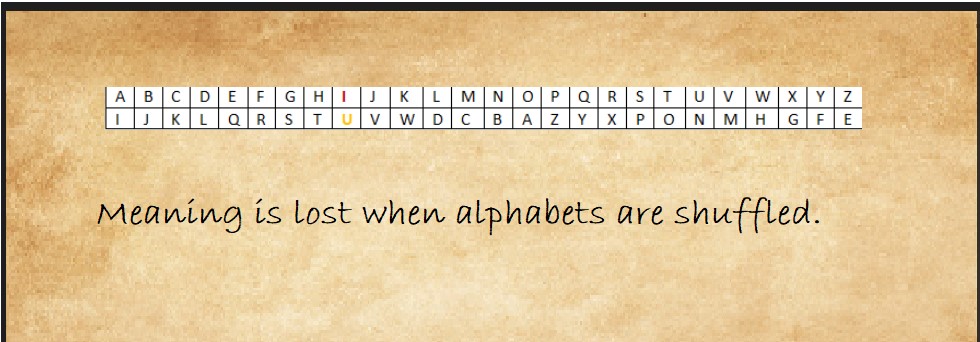 A B C D E F G H I J K L M N O P Q R S T U V W X Y Z
I J K L Q R S T U V W D C B A Z Y X P O N M H G F E
Meaning is lost when alphabets are shuffled.